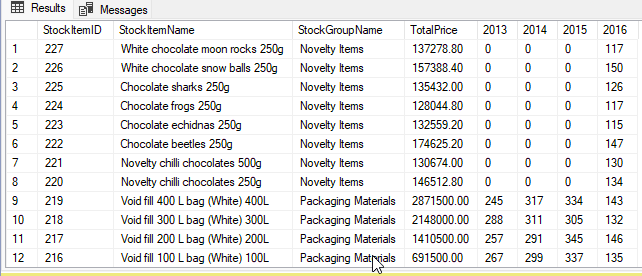 Results Messages
StockItemID StockItemName StockGroupName TotalPrice 2013 2014 2015 2016
1 227 White chocolate moon rocks 250g Novelty Items 137278.80 0 0 0 117
2 226 White chocolate snow balls 250g Novelty Items 157388.40 0 0 0 150
3 225 Chocolate sharks 250g Novelty Items 135432.00 0 0 0 126
4 224 Chocolate frogs 250g Novelty Items 128044.80 0 0 0 117
5 223 Chocolate echidnas 250g Novelty Items 132559.20 0 0 0 115
6 222 Chocolate beetles 250g Novelty Items 174625.20 0 0 0 147
7 221 Novelty chilli chocolates 500g Novelty Items 130674.00 0 0 0 130
8 220 Novelty chilli chocolates 250g Novelty Items 146512.80 0 0 0 134
9 219 Void fill 400 L bag (White) 400L Packaging Materials 2871500.00 245 317 334 143
10 218 Void fill 300 L bag (White) 300L Packaging Materials 2148000.00 288 311 305 132
11 217 Void fill 200 L bag (White) 200L Packaging Materials 1410500.00 257 291 345 146
12 216 Void fill 100 L bag (White) 100L Packaging Materials 691500.00 267 299 337 135